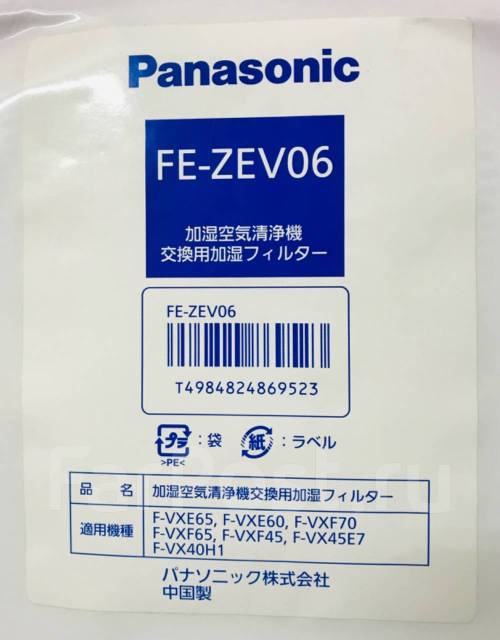 Panasonic
FE-ZEV06
加湿空気清浄機
交換用加湿フィルター
FE-ZEV06
T4984824869523
プラ :袋 紙 :ラベル
>PE<
品 名 加湿空気清浄機交換用加湿フィルター
適用機種 F-VXE65, F-VXE60, F-VXF70
F-VXF65, F-VXF45, F-VX45E7
F-VX40H1
パナソニック株式会社
中国製